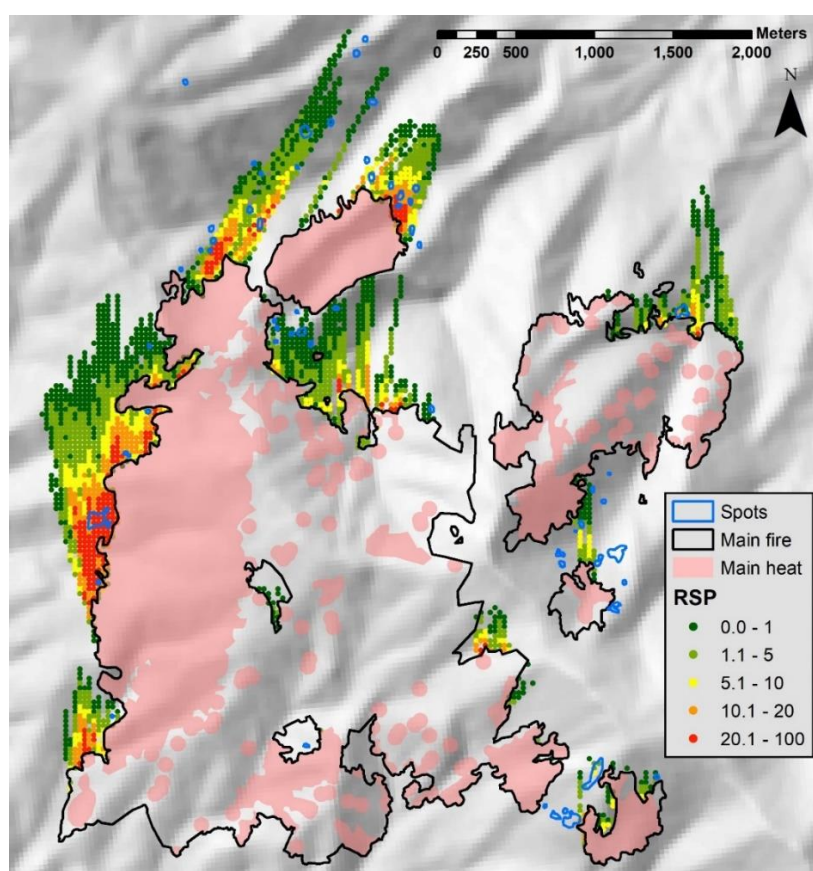 Meters
0 250 500 1,000 1,500 2,000
N
Spots
Main fire
Main heat
RSP
0.0 - 1
1.1 - 5
5.1 - 10
10.1 - 20
20.1 - 100